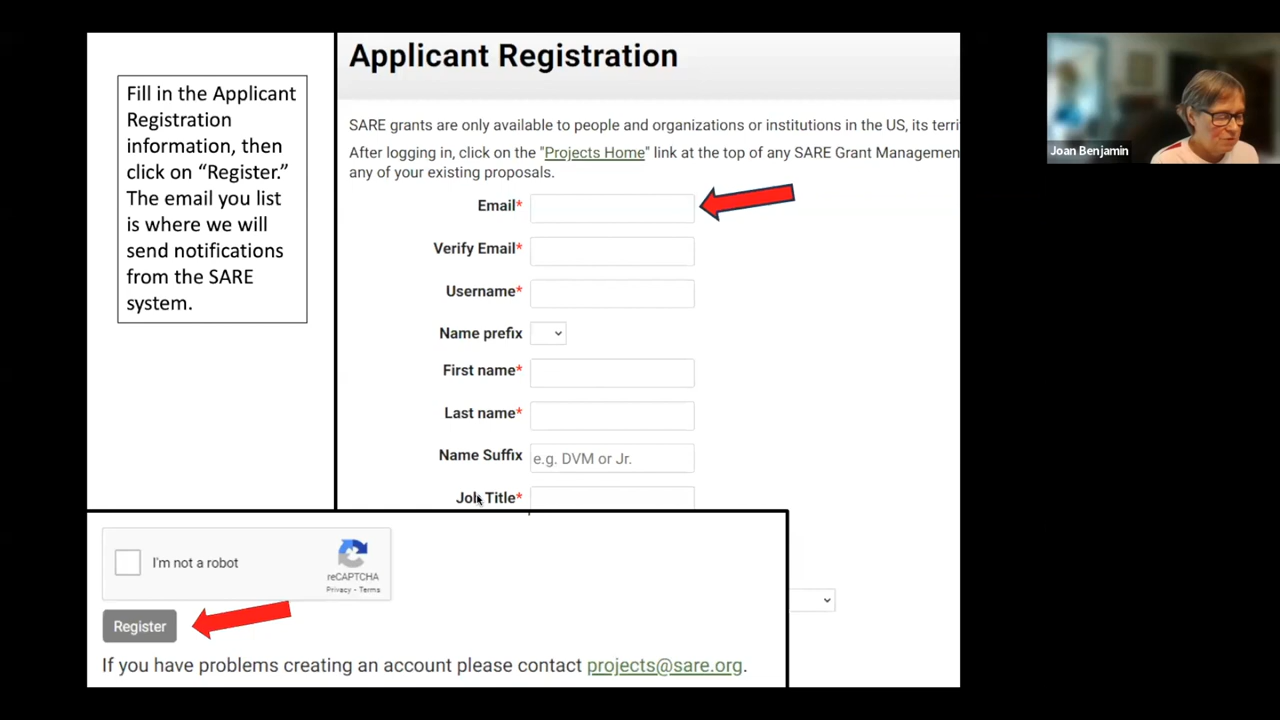 Applicant Registration
Fill in the Applicant
Registration
information, then
click on “Register.”
The email you list
is where we will
send notifications
from the SARE
system.
SARE grants are only available to people and organizations or institutions in the US, its
After logging in, click on the "Projects Home" link at the top of any SARE Grant
any of your existing proposals.
Email*
Verify Email*
Username*
Name prefix
First name*
Last name*
Name Suffix
e.g. DVM or Jr.
Job Title*
I'm not a robot
reCAPTCHA
Privacy - Terms
Register
If you have problems creating an account please contact projects@sare.org.
Joan Benjamin